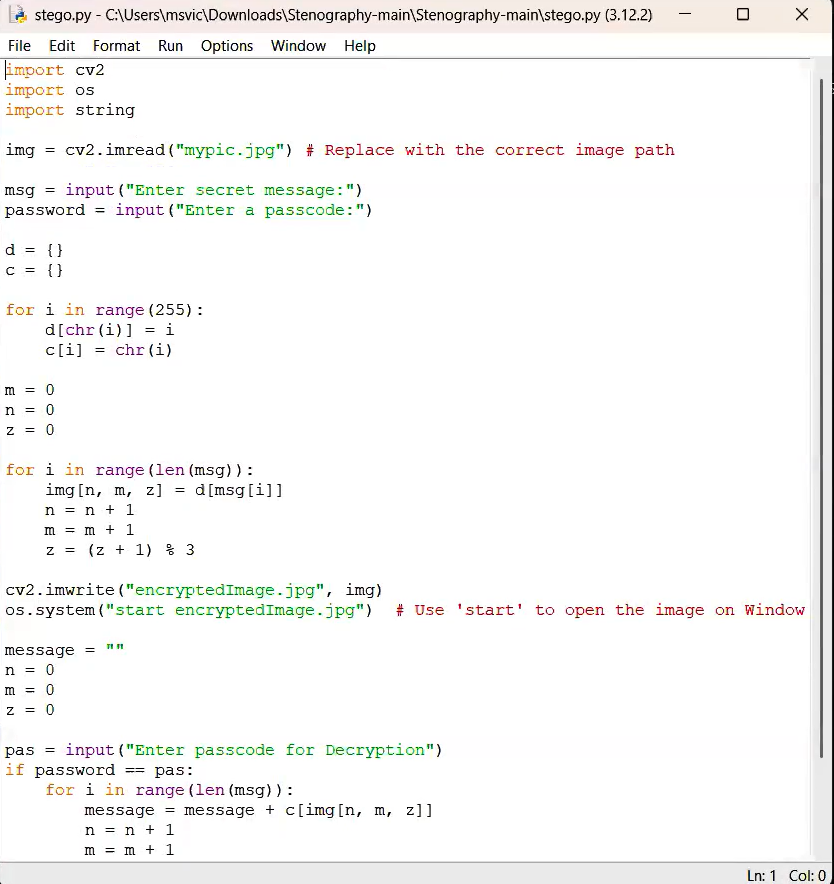 stego.py - C:\Users\msvic\Downloads\Stenography-main\Stenography-main\stego.py (3.12.2)
File Edit Format Run Options Window Help
import cv2
import os
import string

img = cv2.imread("mypic.jpg") # Replace with the correct image path

msg = input("Enter secret message:")
password = input("Enter a passcode:")

d = {}
c = {}

for i in range(255):
    d[chr(i)] = i
    c[i] = chr(i)

m = 0
n = 0
z = 0

for i in range(len(msg)):
    img[n, m, z] = d[msg[i]]
    n = n + 1
    m = m + 1
    z = (z + 1) % 3

cv2.imwrite("encryptedImage.jpg", img)
os.system("start encryptedImage.jpg")  # Use 'start' to open the image on Window

message = ""
n = 0
m = 0
z = 0

pas = input("Enter passcode for Decryption")
if password == pas:
    for i in range(len(msg)):
        message = message + c[img[n, m, z]]
        n = n + 1
        m = m + 1
Ln: 1 Col: 0